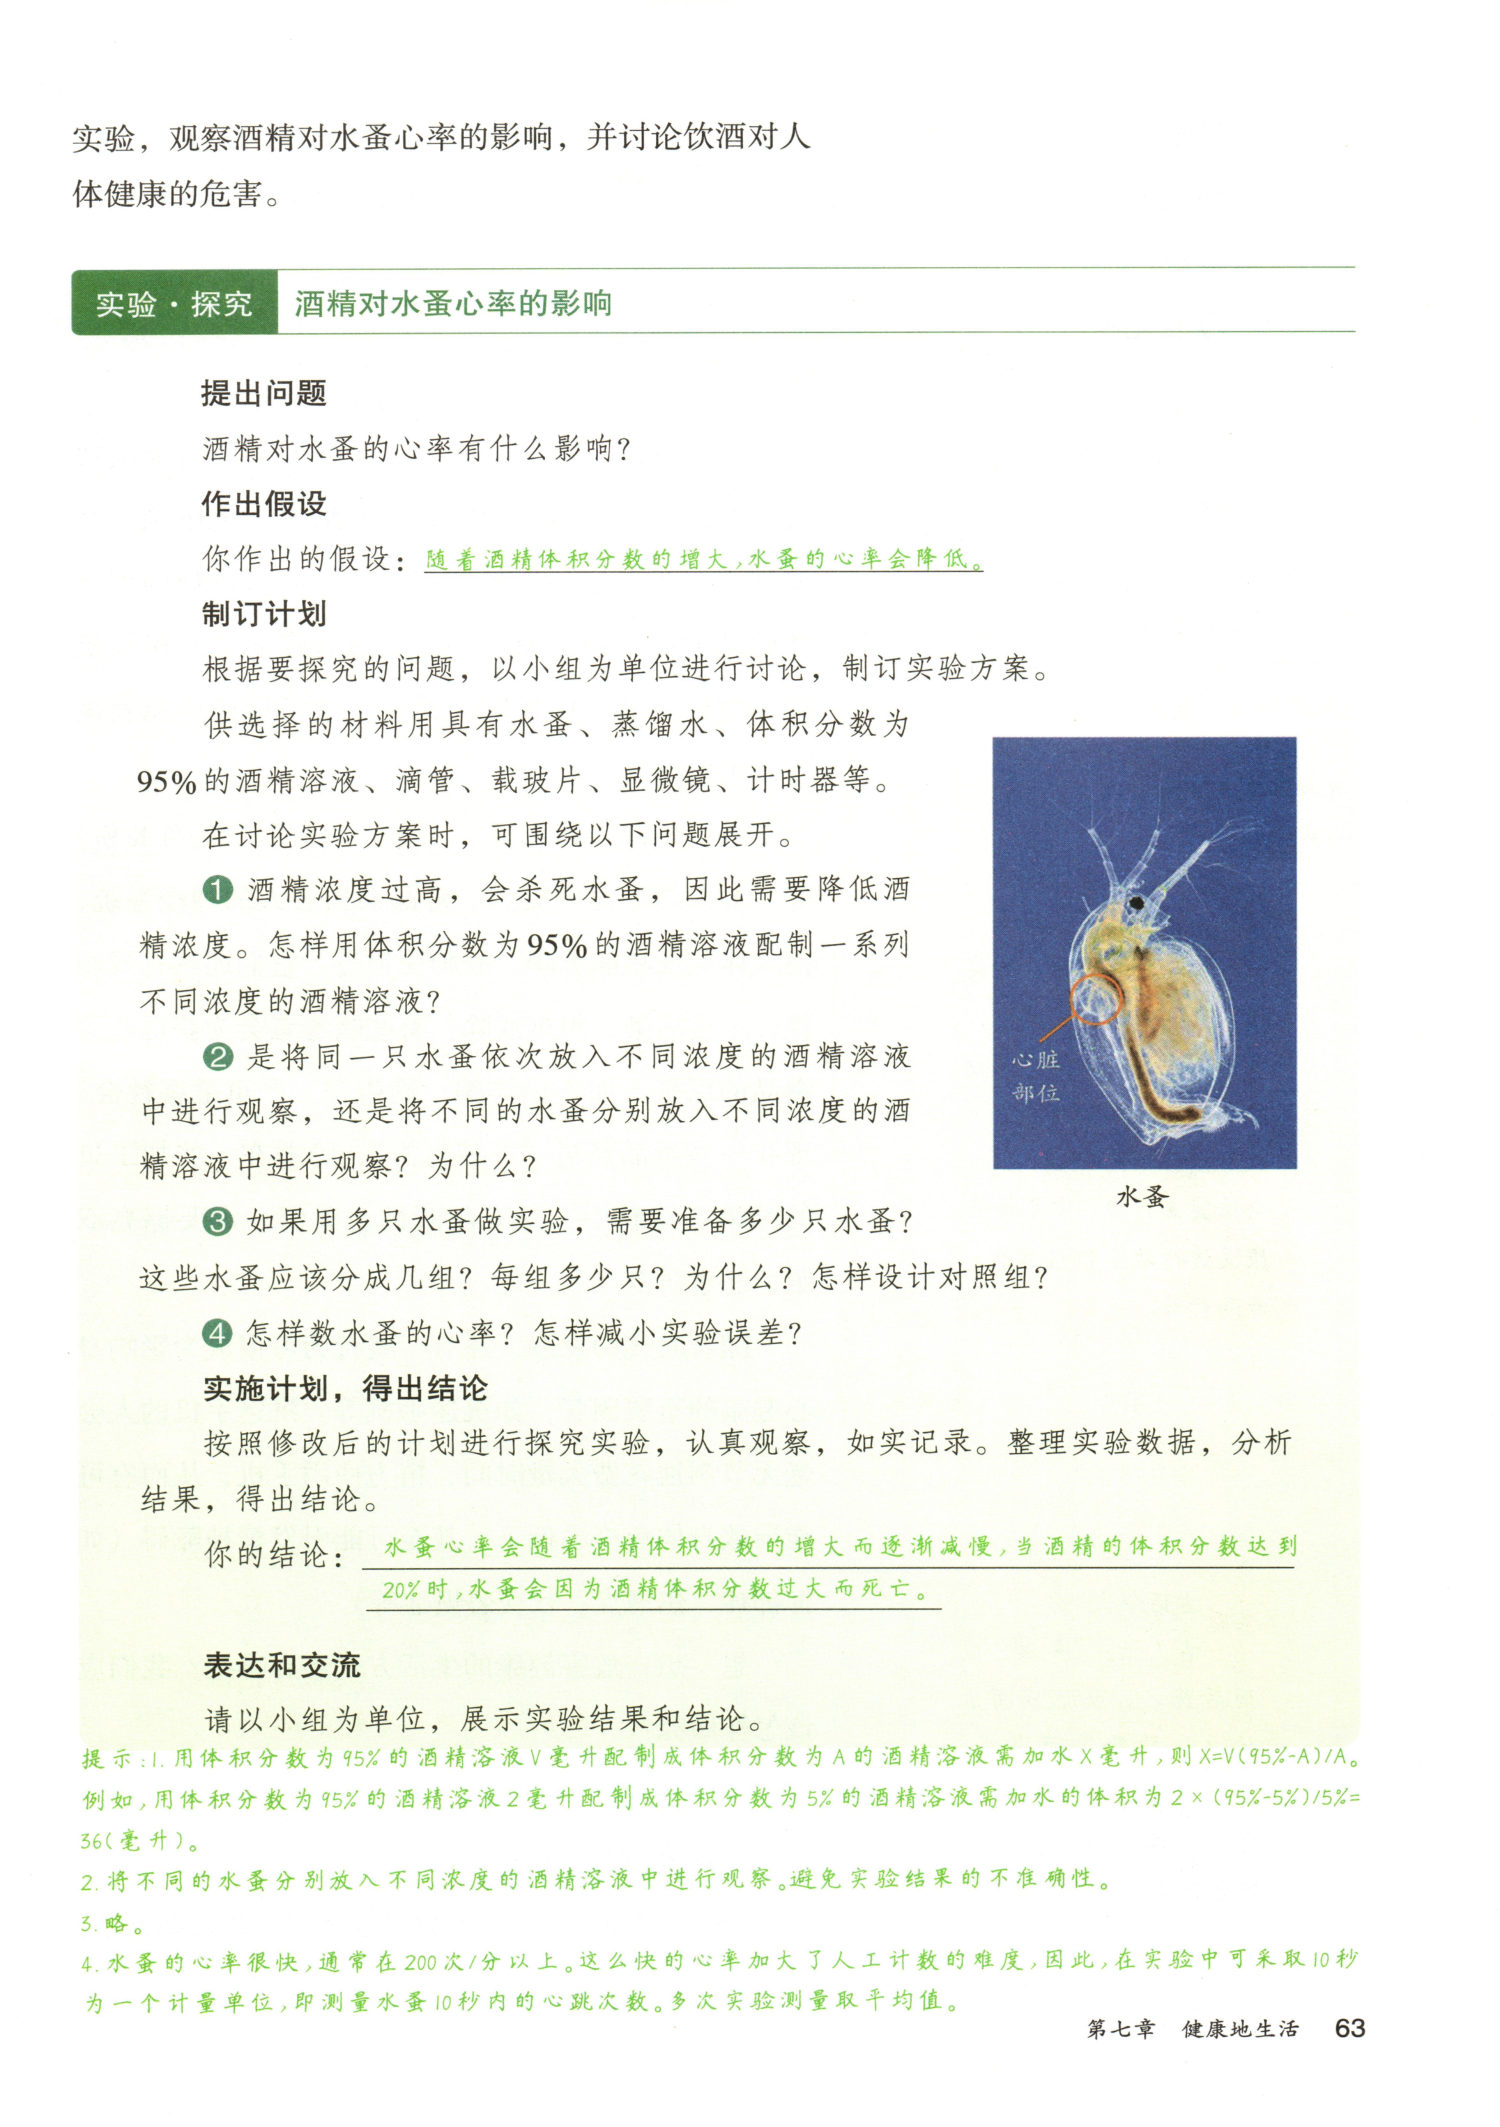 实验，观察酒精对水蚤心率的影响，并讨论饮酒对人
体健康的危害。
实验·探究 酒精对水蚤心率的影响
提出问题
酒精对水蚤的心率有什么影响？
作出假设
你作出的假设：随着酒精体积分数的增大，水蚤的心率会降低。
制订计划
根据要探究的问题，以小组为单位进行讨论，制订实验方案。
供选择的材料用具有水蚤、蒸馏水、体积分数为
95%的酒精溶液、滴管、载玻片、显微镜、计时器等。
在讨论实验方案时，可围绕以下问题展开。
❶ 酒精浓度过高，会杀死水蚤，因此需要降低酒
精浓度。怎样用体积分数为95%的酒精溶液配制一系列
不同浓度的酒精溶液？
❷ 是将同一只水蚤依次放入不同浓度的酒精溶液
中进行观察，还是将不同的水蚤分别放入不同浓度的酒
精溶液中进行观察？为什么？
心脏
部位
水蚤
❸ 如果用多只水蚤做实验，需要准备多少只水蚤？
这些水蚤应该分成几组？每组多少只？为什么？怎样设计对照组？
❹ 怎样数水蚤的心率？怎样减小实验误差？
实施计划，得出结论
按照修改后的计划进行探究实验，认真观察，如实记录。整理实验数据，分析
结果，得出结论。
你的结论：水蚤心率会随着酒精体积分数的增大而逐渐减慢，当酒精的体积分数达到
20%时，水蚤会因为酒精体积分数过大而死亡。
表达和交流
请以小组为单位，展示实验结果和结论。
提示：1.用体积分数为95%的酒精溶液V毫升配制成体积分数为A的酒精溶液需加水X毫升，则X=V(95%-A)/A。
例如，用体积分数为95%的酒精溶液2毫升配制成体积分数为5%的酒精溶液需加水的体积为2×(95%-5%)/5%=
36(毫升)。
2.将不同的水蚤分别放入不同浓度的酒精溶液中进行观察。避免实验结果的不准确性。
3.略。
4.水蚤的心率很快，通常在200次/分以上。这么快的心率加大了人工计数的难度，因此，在实验中可采取10秒
为一个计量单位，即测量水蚤10秒内的心跳次数。多次实验测量取平均值。
第七章 健康地生活 63